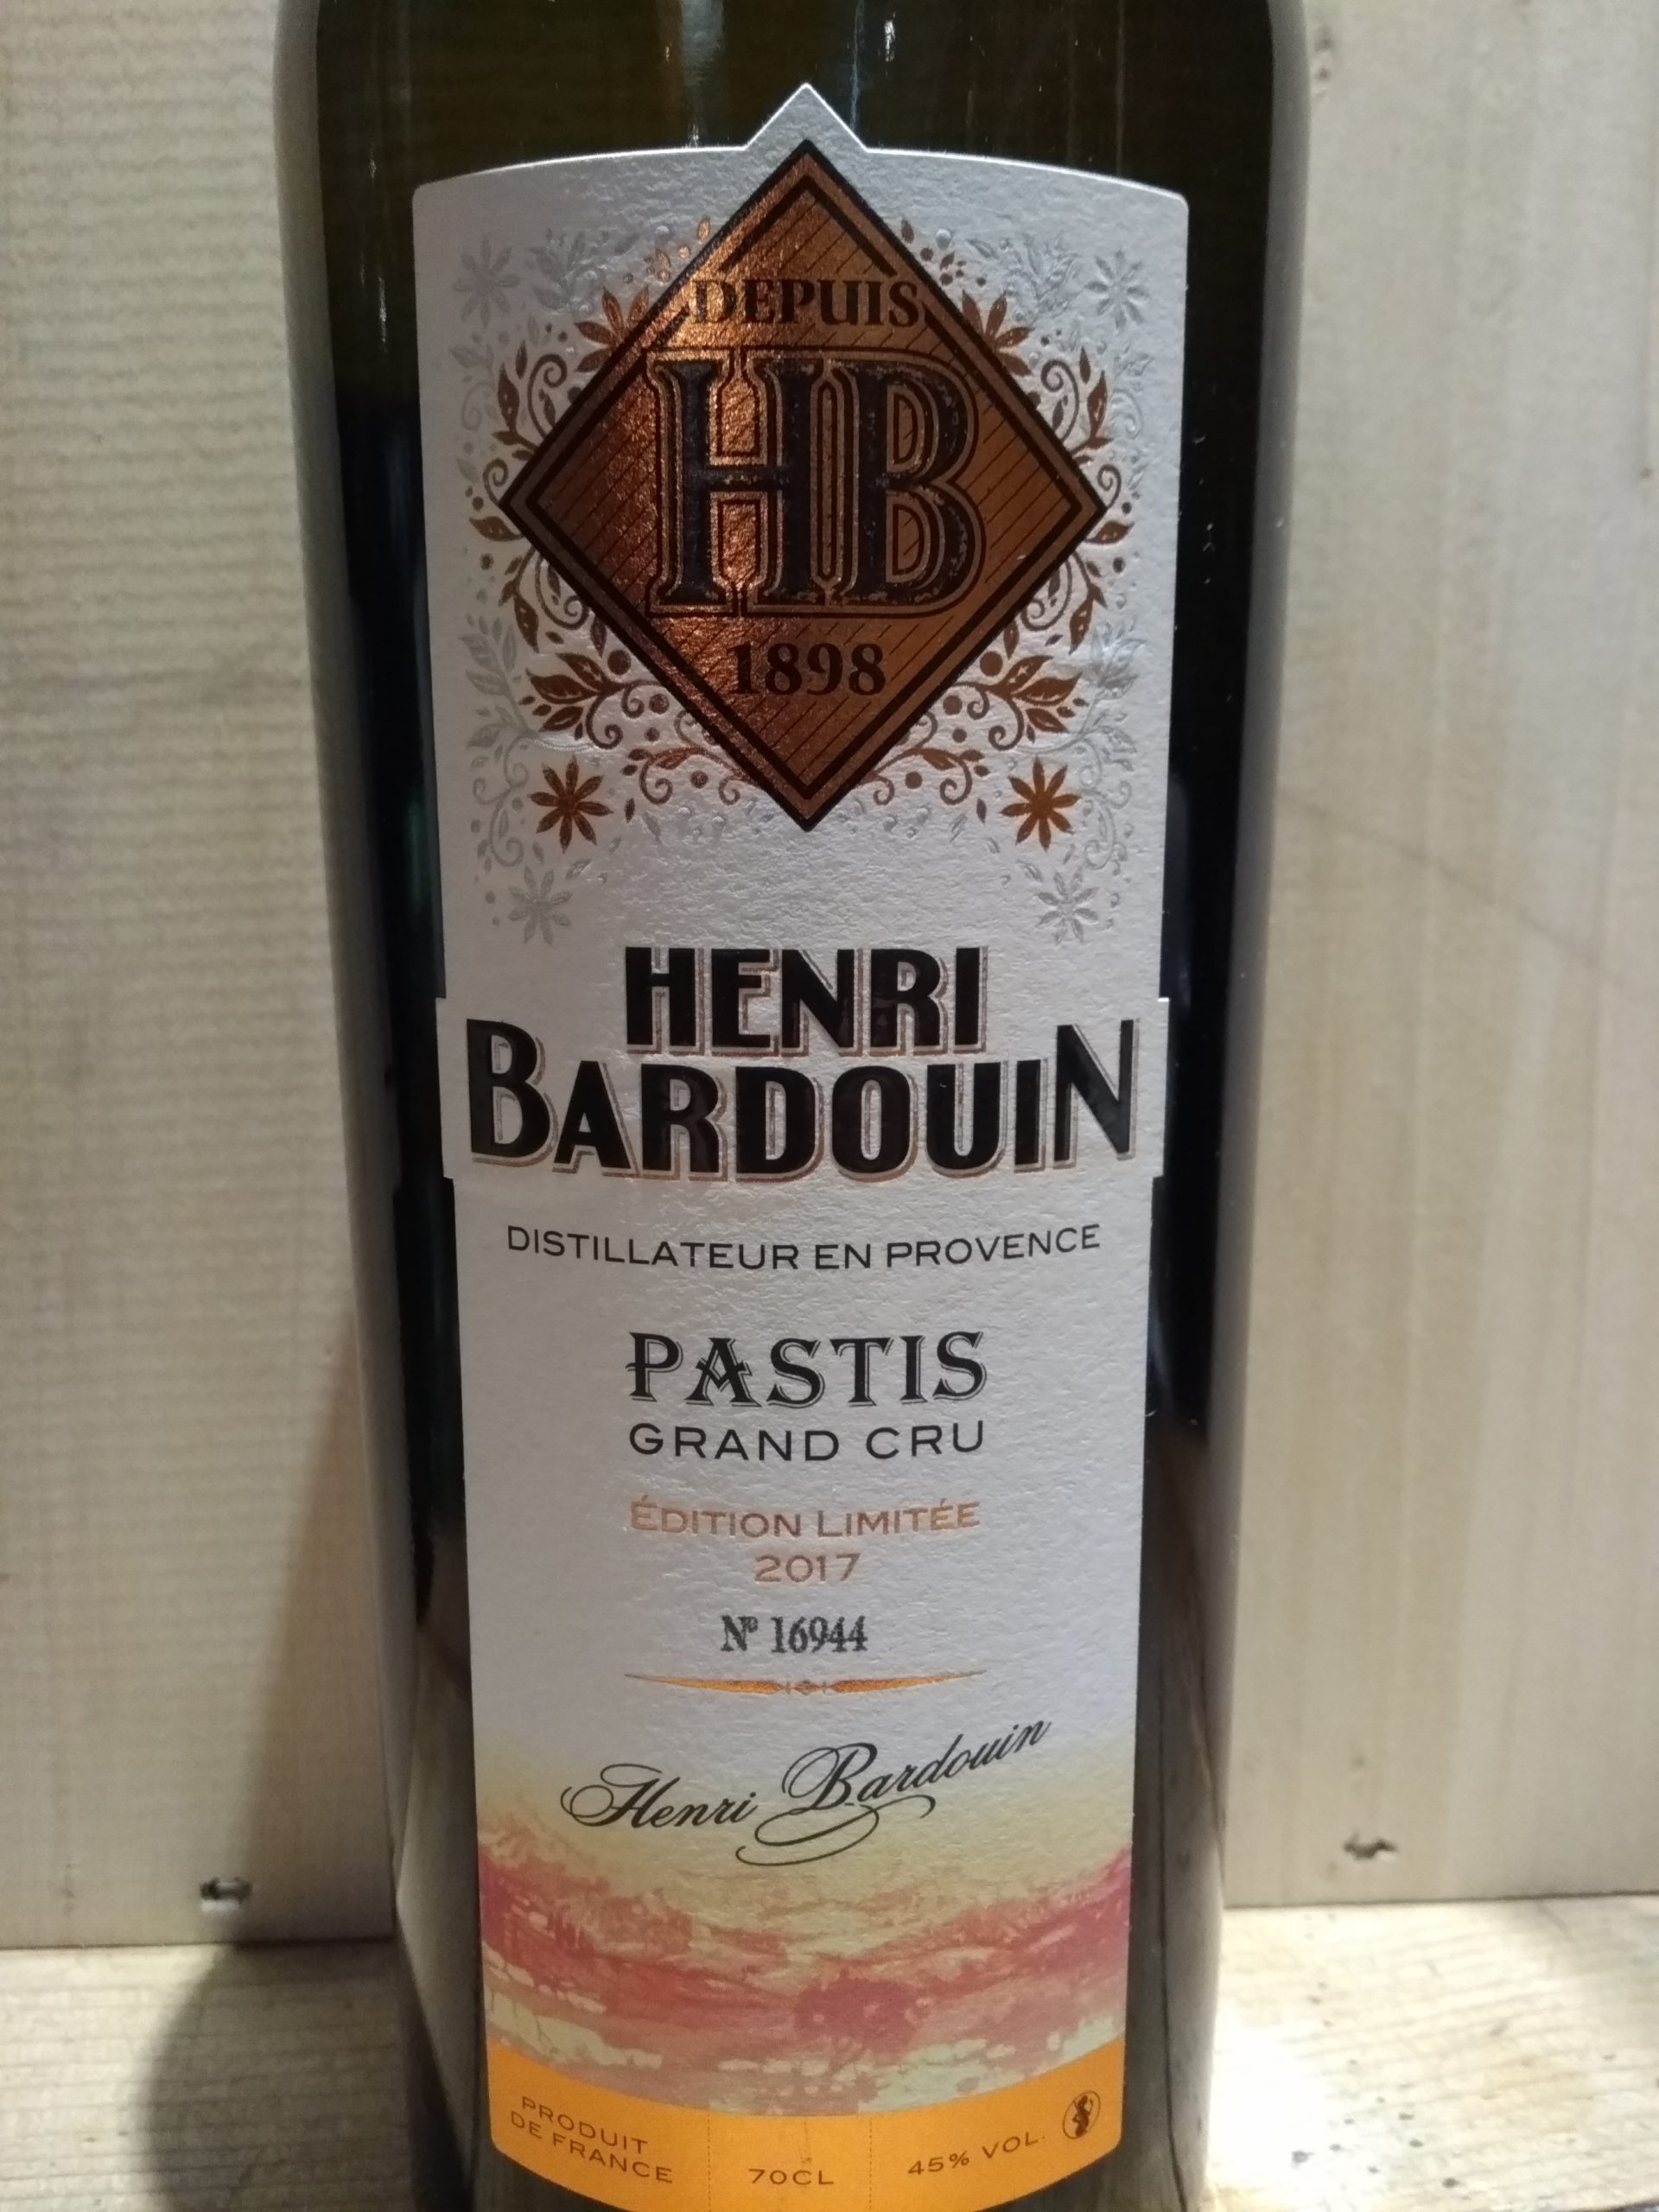 DEPUIS
HB
1898
HENRI
BARDOUIN
DISTILLATEUR EN PROVENCE
PASTIS
GRAND CRU
ÉDITION LIMITÉE
2017
Nº 16944
Henri Bardouin
PRODUIT
DE FRANCE
70CL
45% VOL.